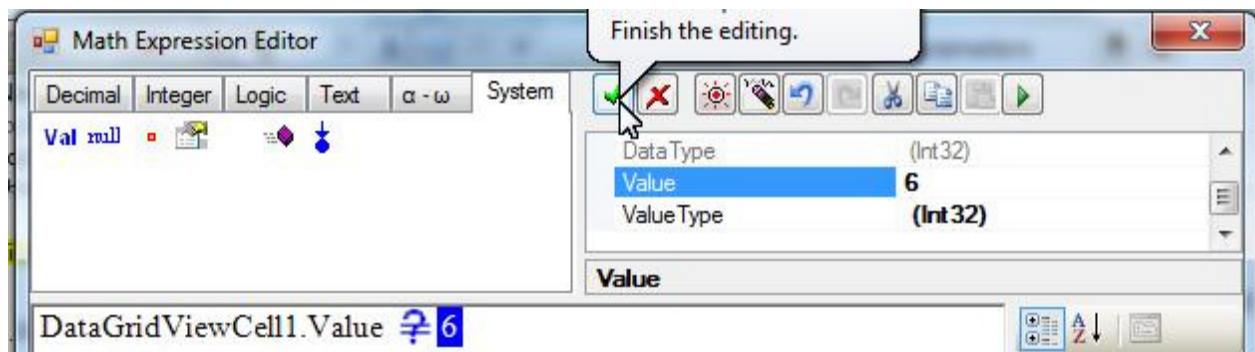 Math Expression Editor
Finish the editing.
Decimal Integer Logic Text α - ω System
Val null
DataType (Int32)
Value 6
ValueType (Int32)
Value
DataGridViewCell1.Value ≟ 6